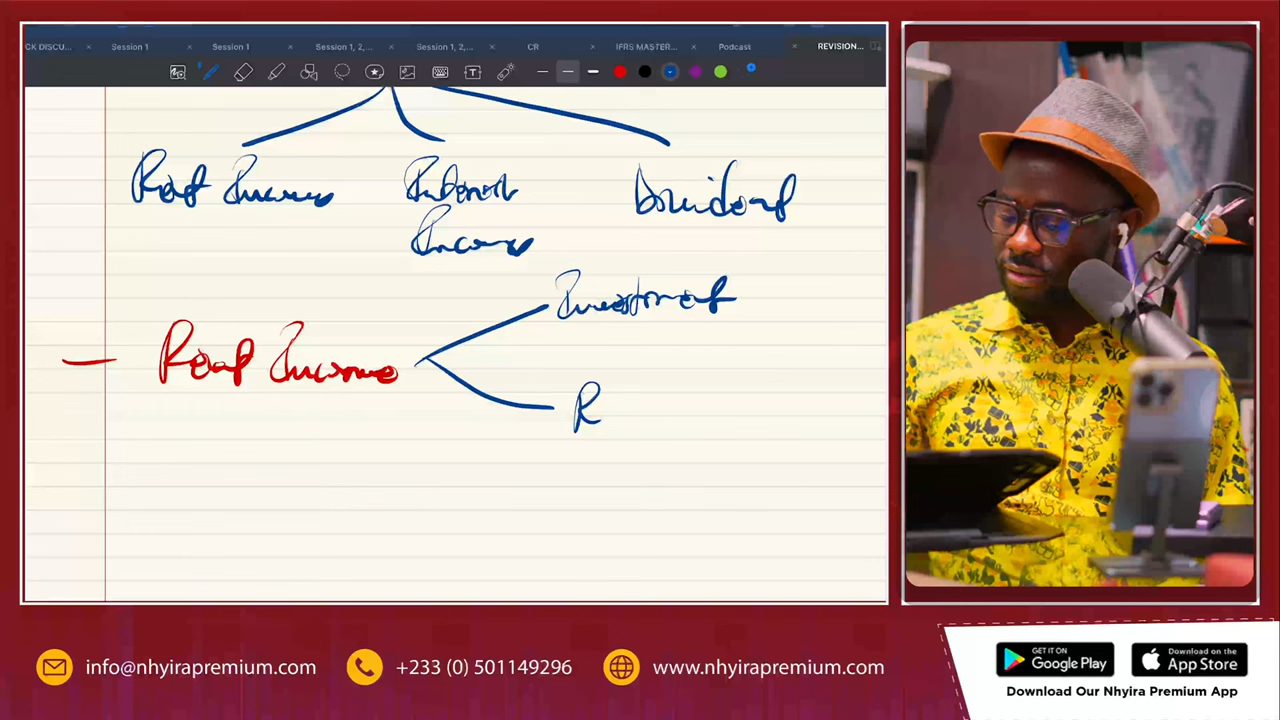 CK DISCU... Session 1 Session 1 Session 1, 2,... Session 1, 2,... CR IFRS MASTER... Podcast REVISION...
Rent Income Interest Dividend
Income
Investment
Rent Income
R
info@nhyirapremium.com +233 (0) 501149296 www.nhyirapremium.com
GET IT ON
Google Play
Download on the
App Store
Download Our Nhyira Premium App